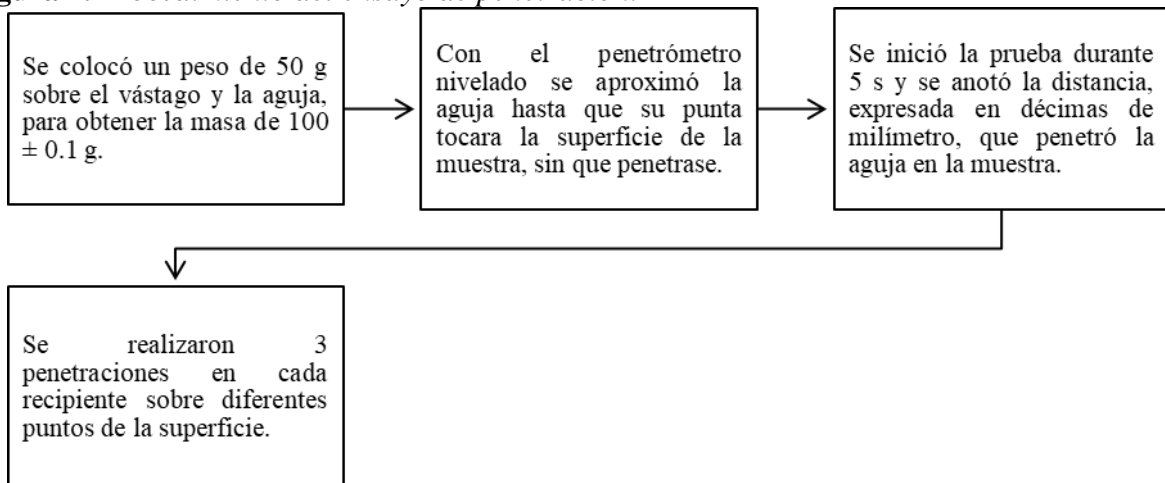 Se colocó un peso de 50 g
sobre el vástago y la aguja,
para obtener la masa de 100
± 0.1 g.
Con el penetrómetro
nivelado se aproximó la
aguja hasta que su punta
tocara la superficie de la
muestra, sin que penetrase.
Se inició la prueba durante
5 s y se anotó la distancia,
expresada en décimas de
milímetro, que penetró la
aguja en la muestra.
Se realizaron 3
penetraciones en cada
recipiente sobre diferentes
puntos de la superficie.